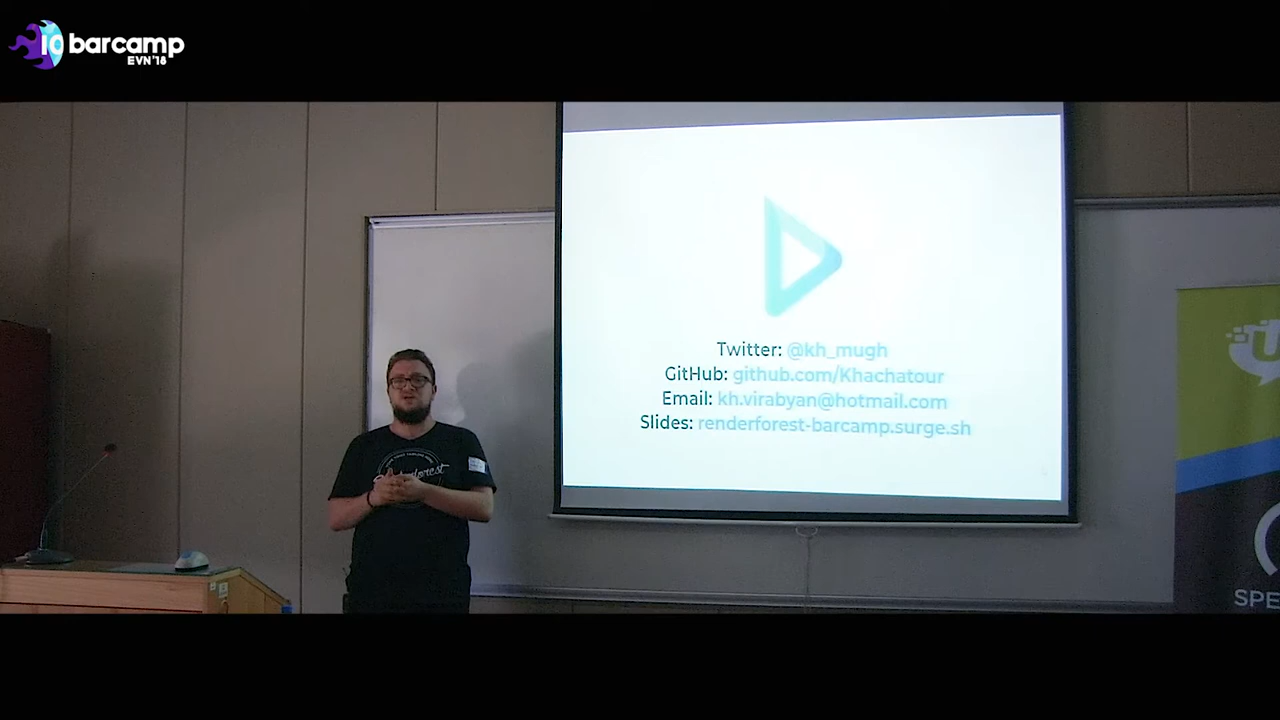 10 barcamp
EVN'18
Twitter: @kh_mugh
GitHub: github.com/Khachatour
Email: kh.virabyan@hotmail.com
Slides: renderforest-barcamp.surge.sh